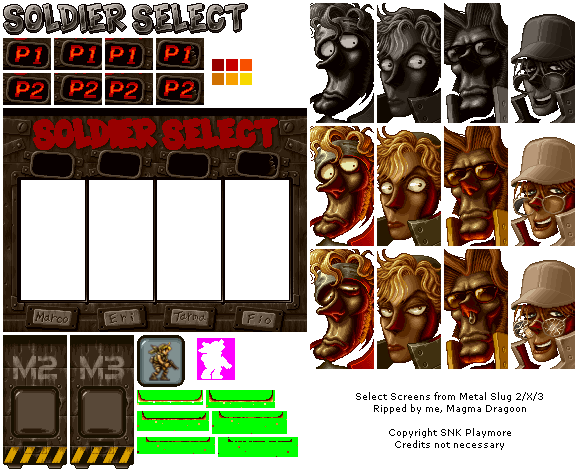 SOLDIER SELECT
P1 P1 P1 P1
P2 P2 P2 P2
SOLDIER SELECT
Marco Eri Tarma Fio
M2 M3
Select Screens from Metal Slug 2/X/3
Ripped by me, Magma Dragoon
Copyright SNK Playmore
Credits not necessary